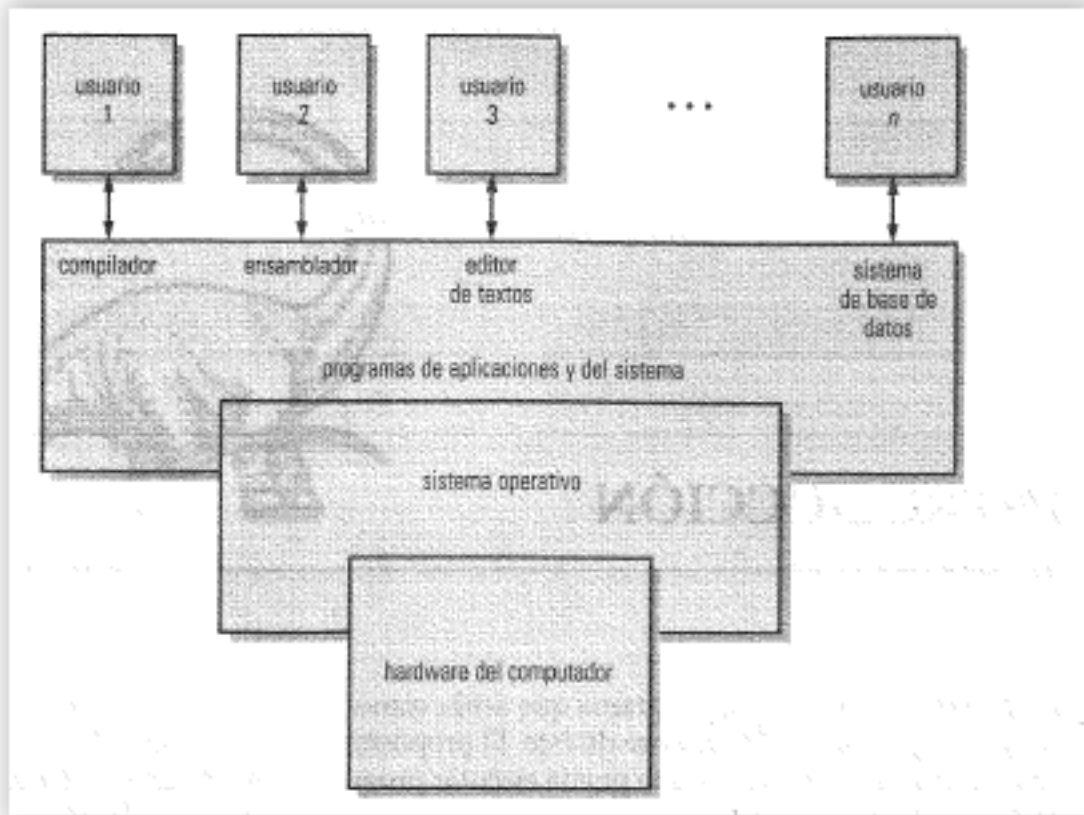 usuario
1
usuario
2
usuario
3
...
usuario
n
compilador
ensamblador
editor
de textos
sistema
de base de
datos
programas de aplicaciones y del sistema
sistema operativo
CCIÓN
hardware del computador